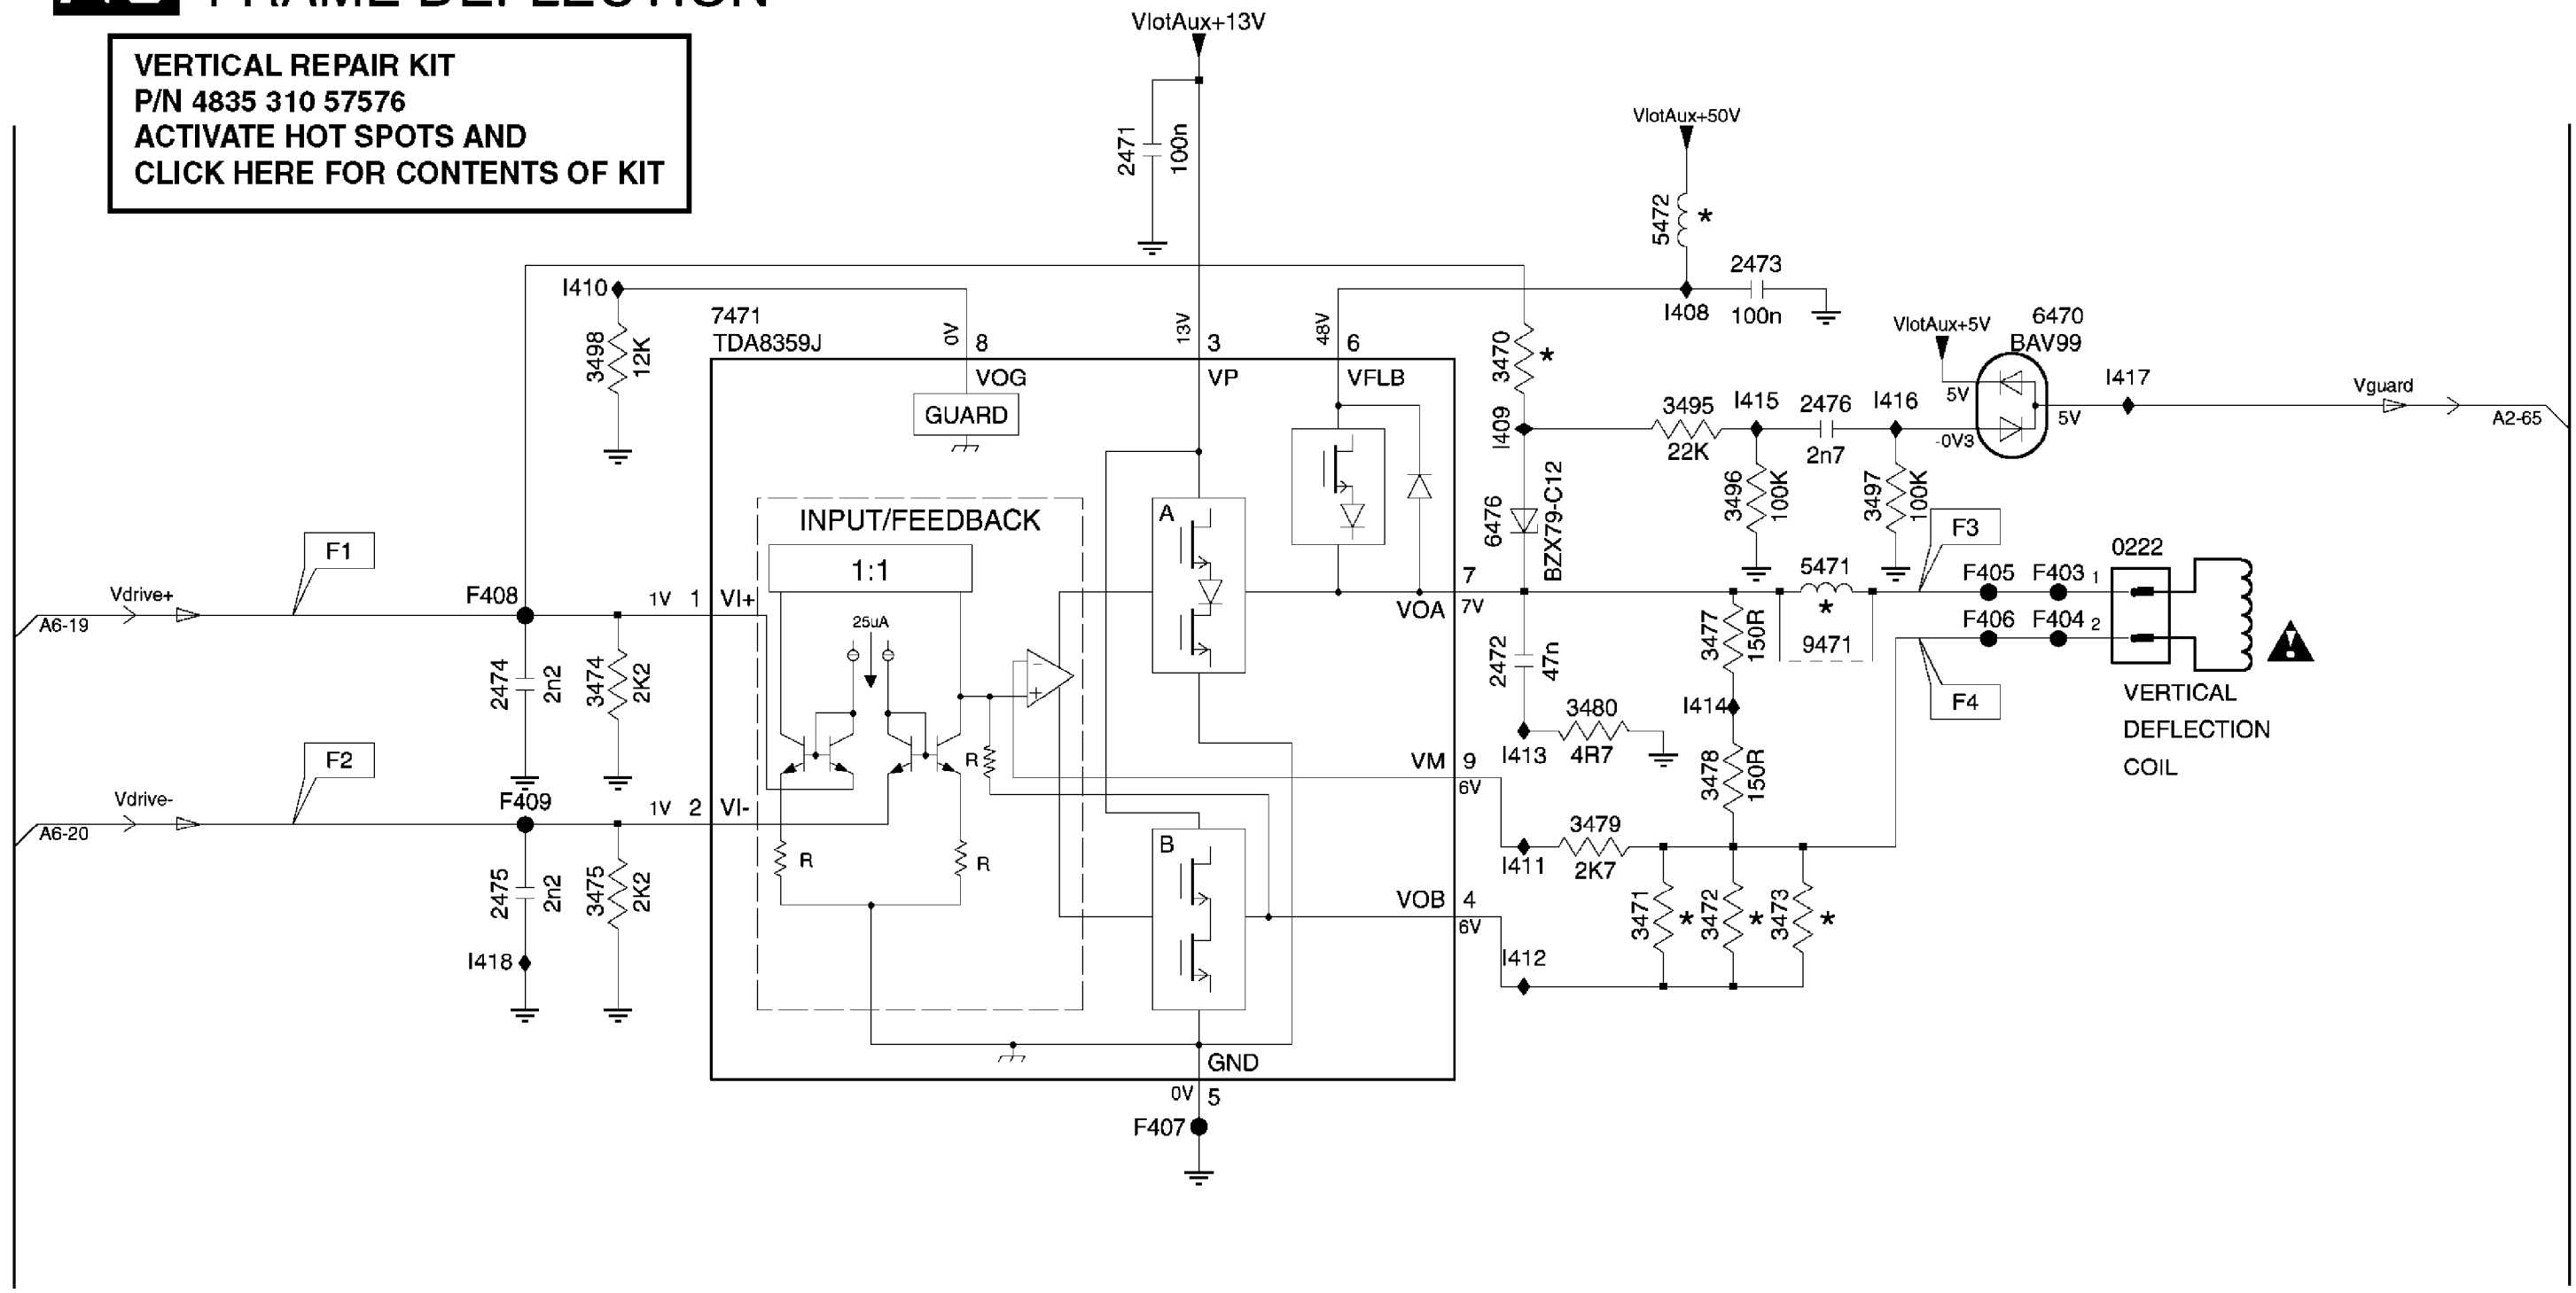 FRAME DEFLECTION
VERTICAL REPAIR KIT
P/N 4835 310 57576
ACTIVATE HOT SPOTS AND
CLICK HERE FOR CONTENTS OF KIT
VlotAux+13V
2471
100n
VlotAux+50V
5472
*
2473
I408
100n
I410
3498
12K
7471
TDA8359J
0V
8
13V
3
48V
6
VOG
VP
VFLB
GUARD
3470
*
I409
VlotAux+5V
6470
BAV99
5V
5V
-0V3
I417
Vguard
A2-65
3495
22K
I415
2476
2n7
I416
3496
100K
3497
100K
6476
BZX79-C12
INPUT/FEEDBACK
1:1
25uA
A
F1
Vdrive+
A6-19
F408
1V
1
VI+
2474
2n2
3474
2K2
7
VOA
7V
5471
*
9471
F3
F405
F403
1
0222
F406
F404
2
F4
VERTICAL
DEFLECTION
COIL
2472
47n
3477
150R
I414
3478
150R
I413
3480
4R7
+
R
VM
9
6V
F2
Vdrive-
A6-20
F409
1V
2
VI-
2475
2n2
3475
2K2
I418
R
R
B
I411
3479
2K7
VOB
4
6V
3471
*
3472
*
3473
*
I412
GND
0V
5
F407